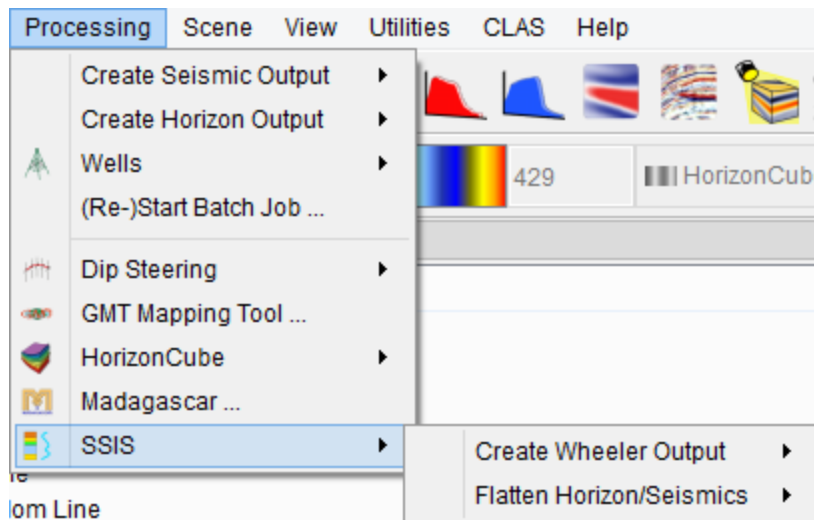 Processing Scene View Utilities CLAS Help
Create Seismic Output
Create Horizon Output
Wells
429 HorizonCub
(Re-)Start Batch Job ...
Dip Steering
GMT Mapping Tool ...
HorizonCube
Madagascar ...
SSIS
Create Wheeler Output
Flatten Horizon/Seismics
om Line